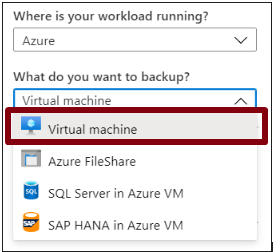 Where is your workload running?
Azure
What do you want to backup?
Virtual machine
Virtual machine
Azure FileShare
SQL Server in Azure VM
SAP HANA in Azure VM